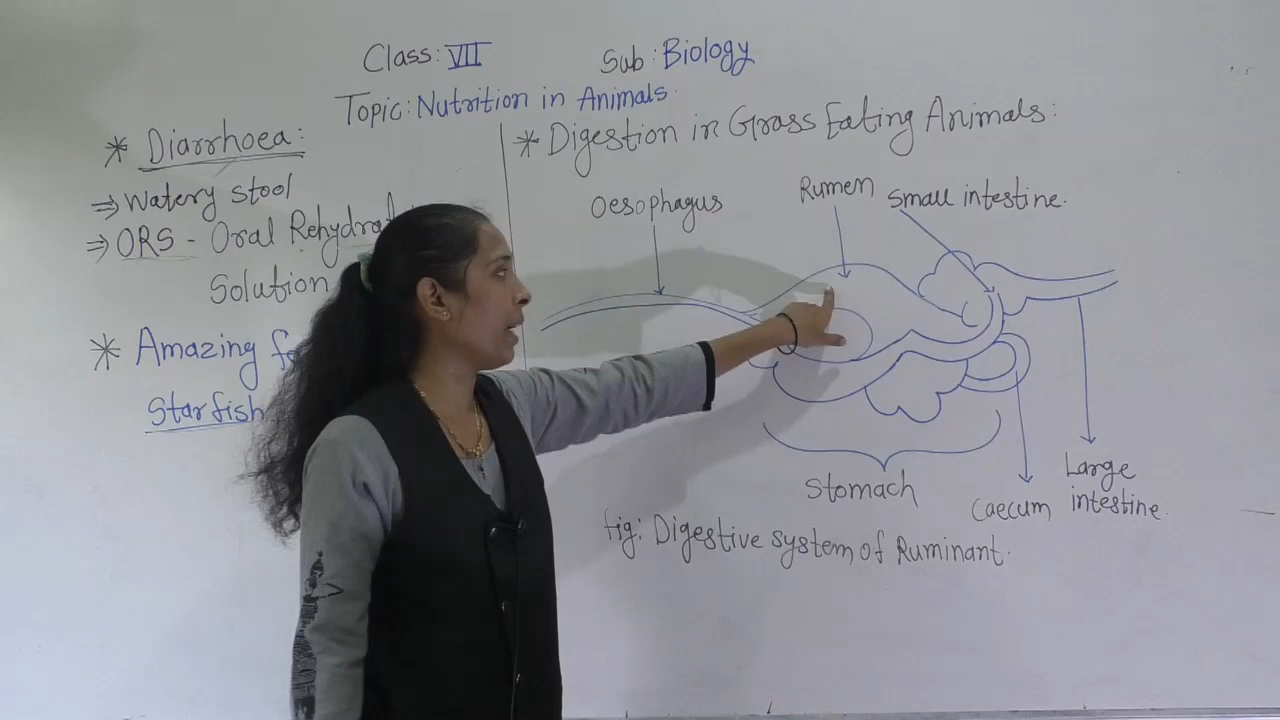 Class: VII Sub: Biology
Topic: Nutrition in Animals
* Diarrhoea:
⇒ Watery stool
⇒ ORS - Oral
Solution
* Amazing
Starfish
* Digestion in Grass Eating Animals:
Oesophagus
Rumen
Small intestine.
Stomach
Caecum
Large
intestine.
fig: Digestive system of Ruminant.